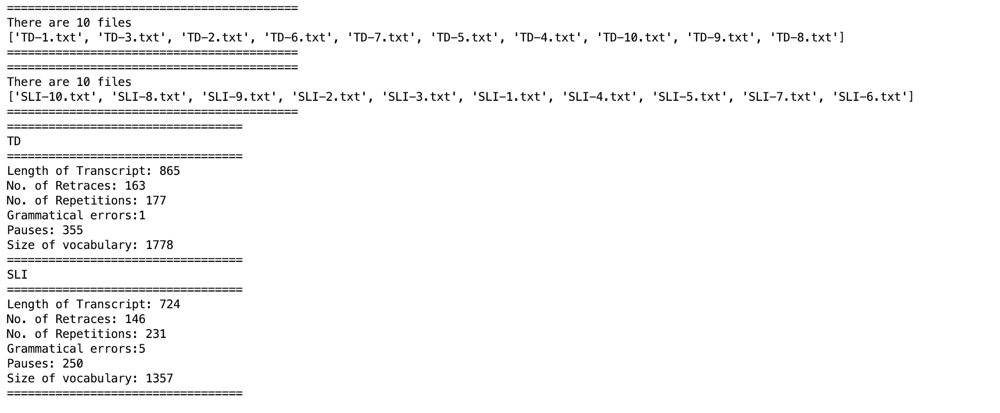 ==========================================
There are 10 files
['TD-1.txt', 'TD-3.txt', 'TD-2.txt', 'TD-6.txt', 'TD-7.txt', 'TD-5.txt', 'TD-4.txt', 'TD-10.txt', 'TD-9.txt', 'TD-8.txt']
==========================================
==========================================
There are 10 files
['SLI-10.txt', 'SLI-8.txt', 'SLI-9.txt', 'SLI-2.txt', 'SLI-3.txt', 'SLI-1.txt', 'SLI-4.txt', 'SLI-5.txt', 'SLI-7.txt', 'SLI-6.txt']
==========================================
==================================
TD
==================================
Length of Transcript: 865
No. of Retraces: 163
No. of Repetitions: 177
Grammatical errors:1
Pauses: 355
Size of vocabulary: 1778
==================================
SLI
==================================
Length of Transcript: 724
No. of Retraces: 146
No. of Repetitions: 231
Grammatical errors:5
Pauses: 250
Size of vocabulary: 1357
==================================